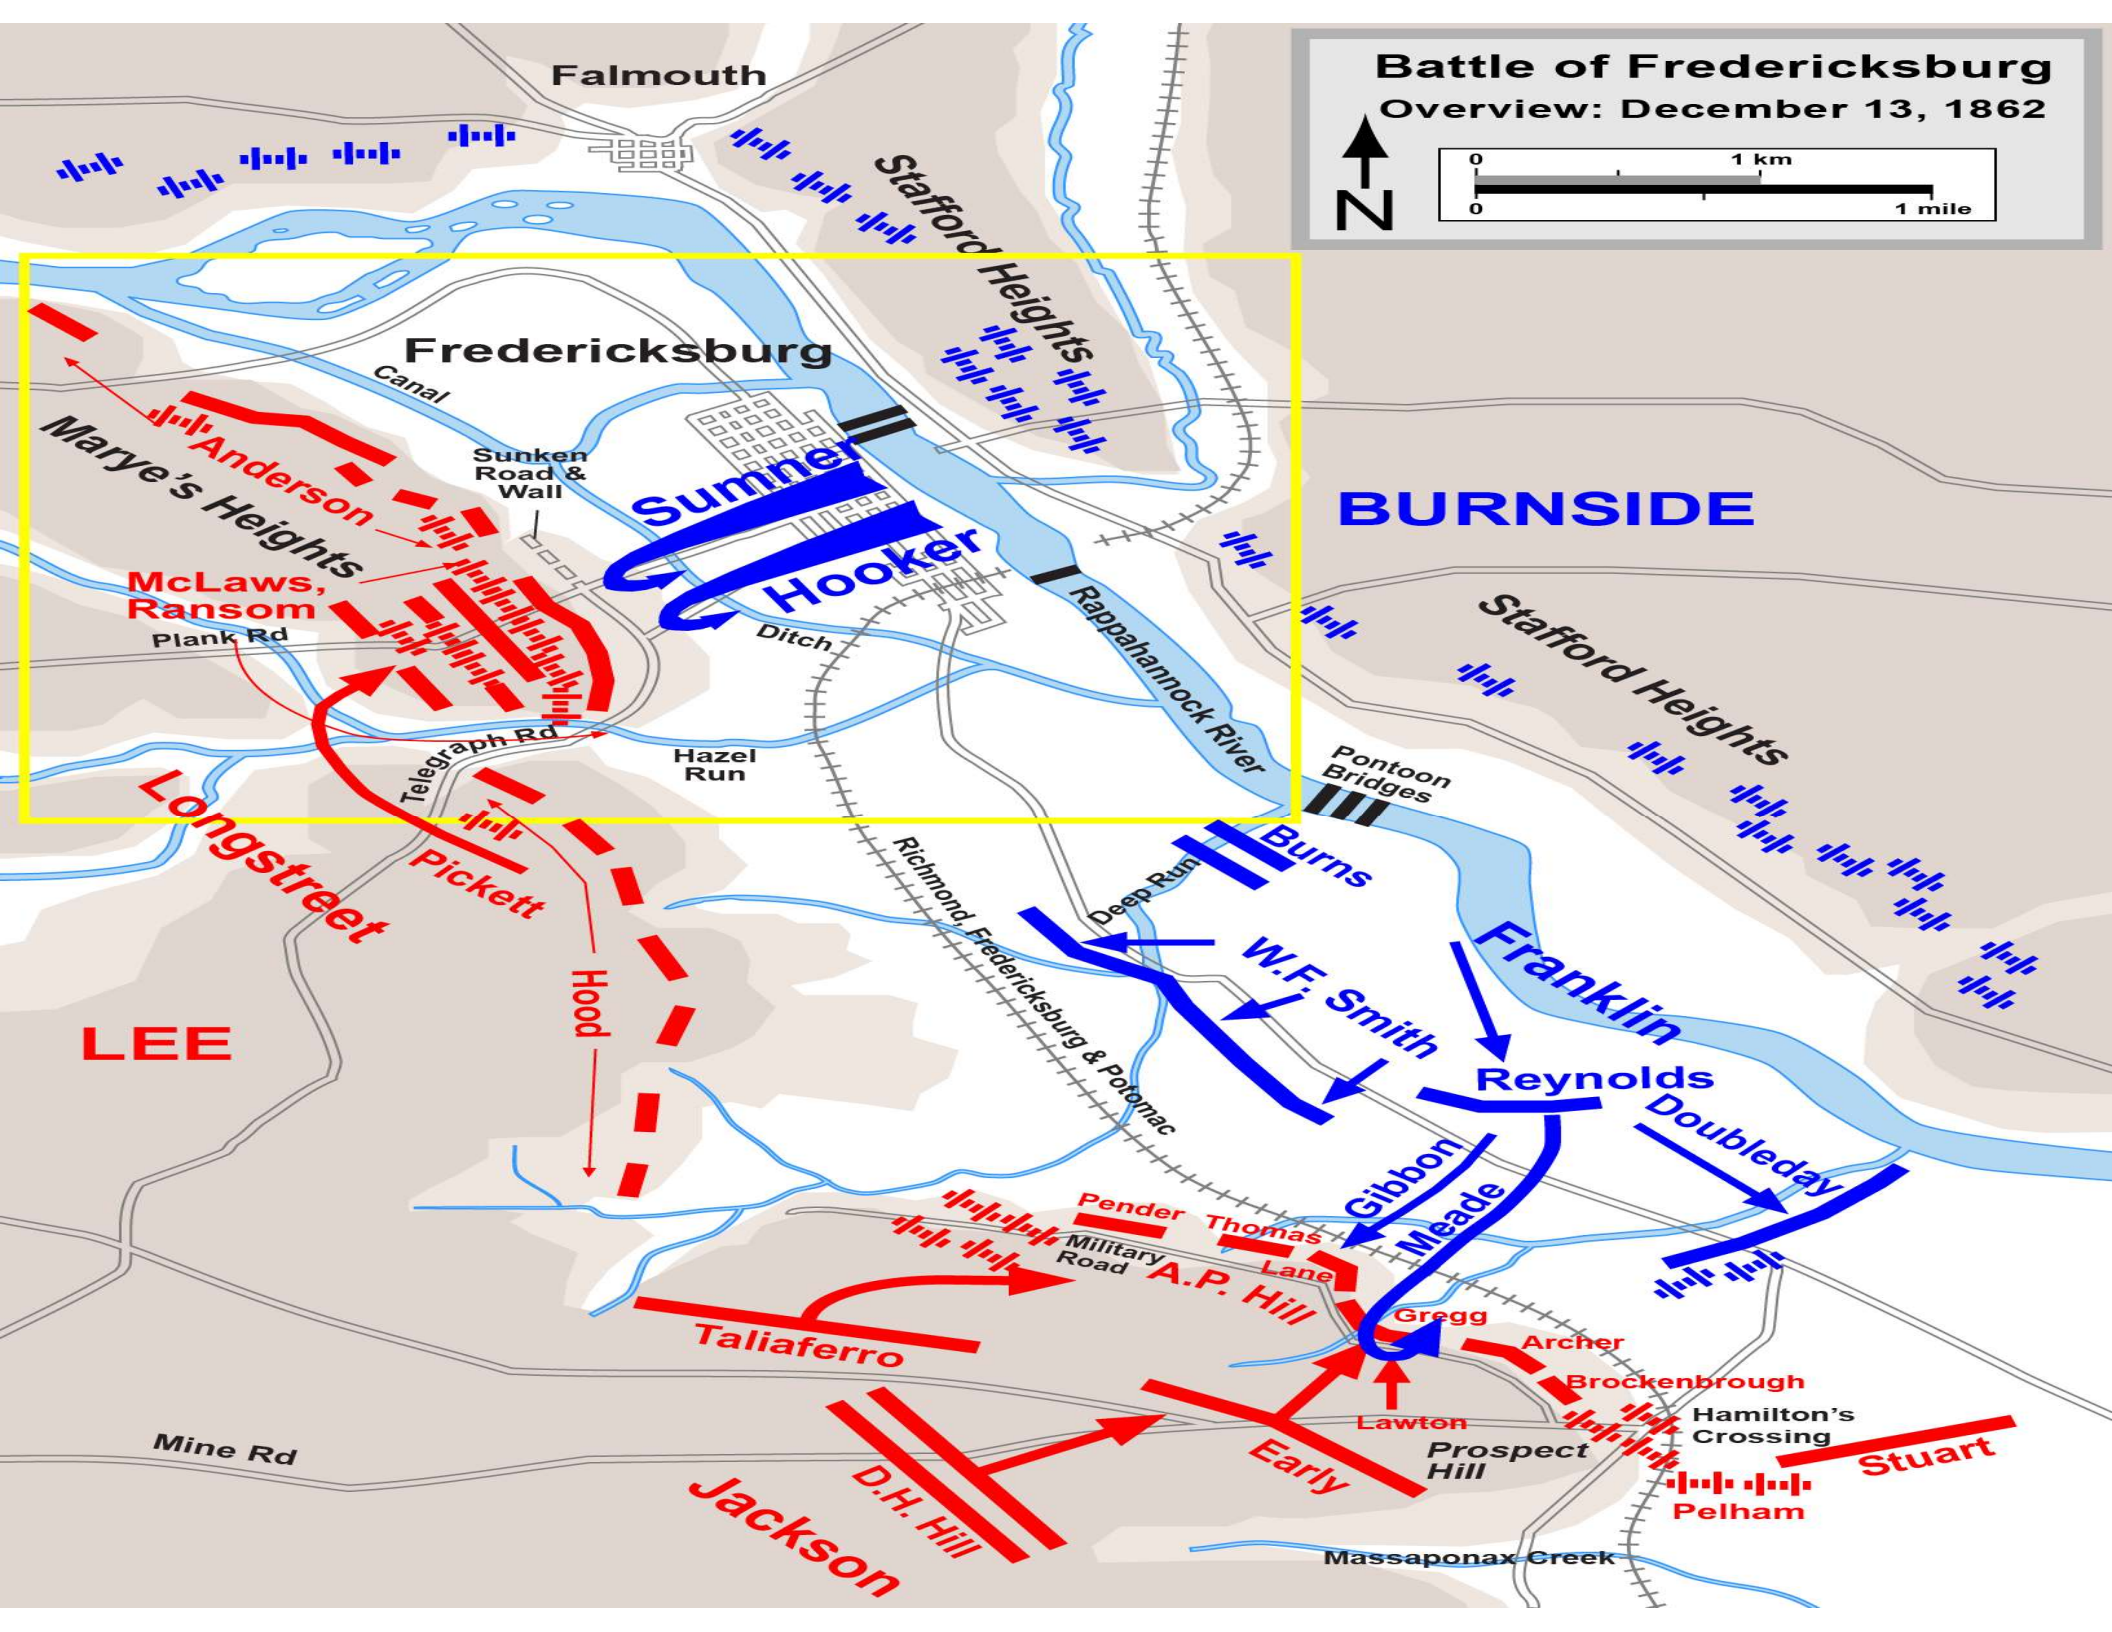 Battle of Fredericksburg
Overview: December 13, 1862
0
1 km
0
1 mile
N
Falmouth
Stafford Heights
Fredericksburg
Canal
Marye's Heights
Anderson
Sunken
Road &
Wall
Sumner
Hooker
BURNSIDE
McLaws,
Ransom
Plank Rd
Ditch
Rappahannock River
Stafford Heights
Telegraph Rd
Hazel
Run
Pontoon
Bridges
Longstreet
Pickett
Burns
Richmond, Fredericksburg & Potomac
Deep Run
W.F. Smith
Franklin
Hood
LEE
Reynolds
Doubleday
Gibbon
Meade
Pender
Thomas
Military
Road
Lane
A.P. Hill
Gregg
Taliaferro
Archer
Brockenbrough
Lawton
Hamilton's
Crossing
Mine Rd
Early
Prospect
Hill
Stuart
D.H. Hill
Jackson
Pelham
Massaponax Creek